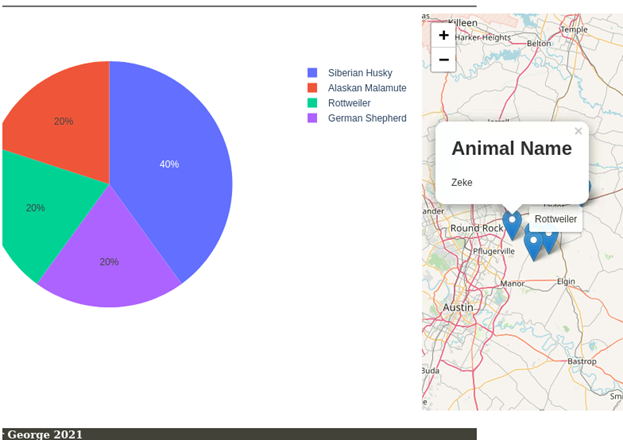 40%
20%
20%
20%
Siberian Husky
Alaskan Malamute
Rottweiler
German Shepherd
+
−
Killeen
Harker Heights
Temple
Belton
×
Animal Name
Zeke
Rottweiler
Round Rock
Pflugerville
Manor
Elgin
Austin
Bastrop
Buda
George 2021